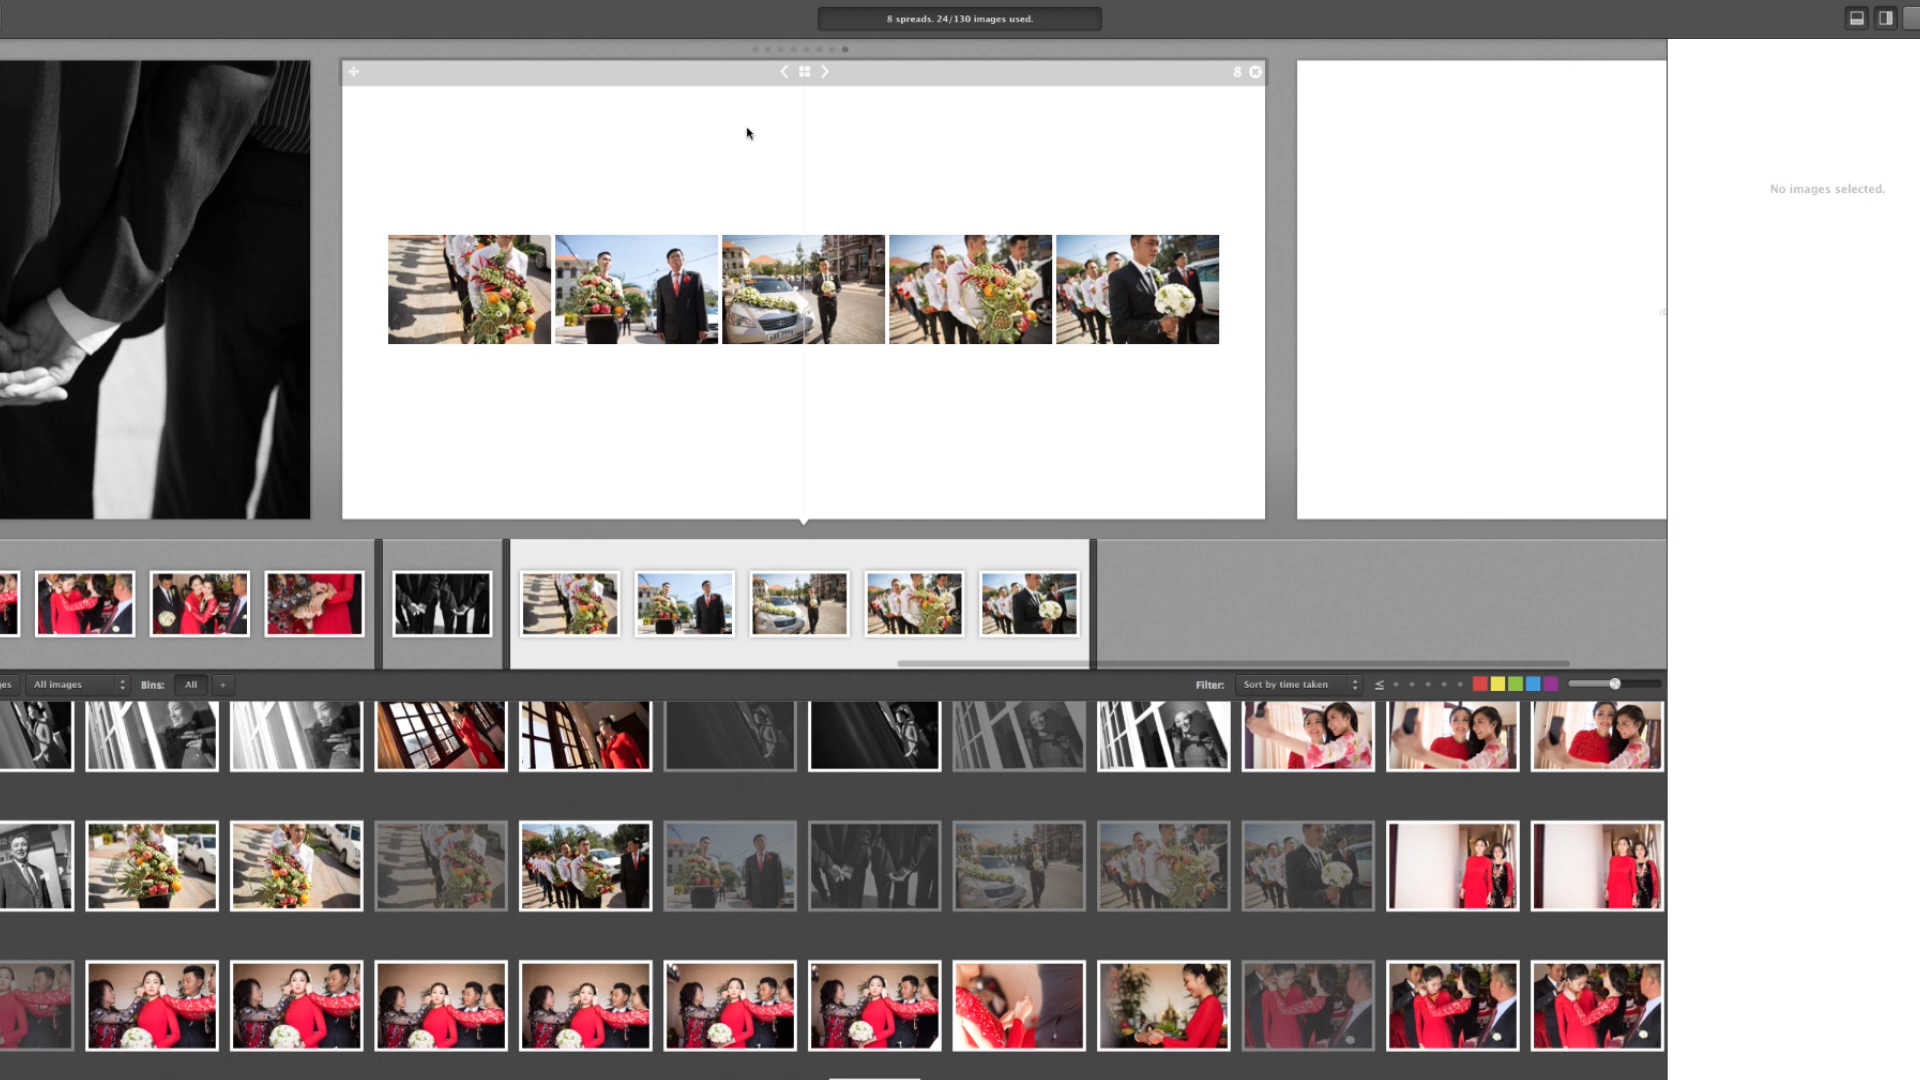 8 spreads. 24/130 images used.
8
No images selected.
All images
Bins:
All
+
Filter:
Sort by time taken
≤